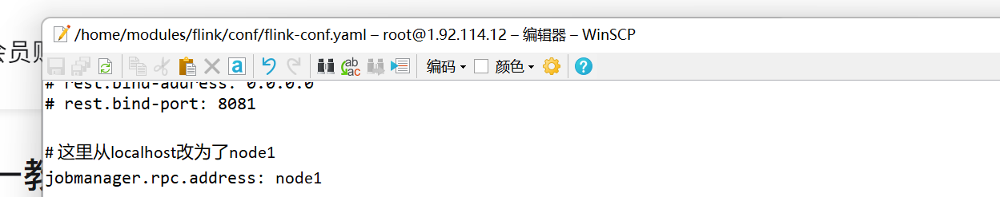 /home/modules/flink/conf/flink-conf.yaml – root@1.92.114.12 – 编辑器 – WinSCP
会员
编码 颜色
# rest.bind-address: 0.0.0.0
# rest.bind-port: 8081
# 这里从localhost改为了node1
一教
jobmanager.rpc.address: node1